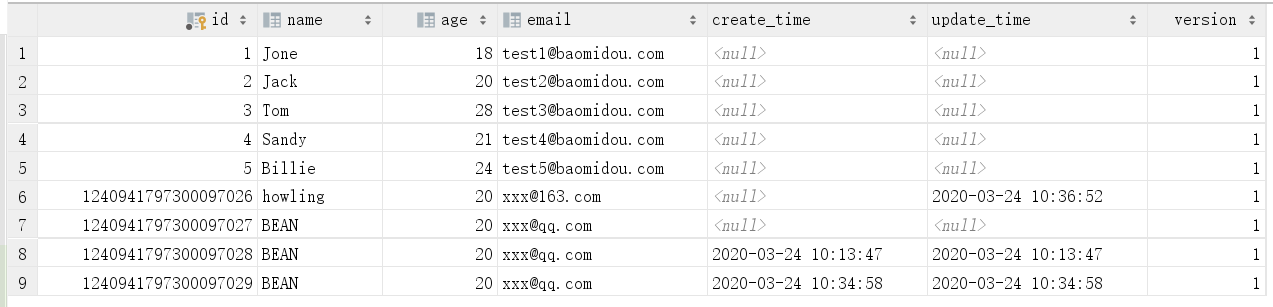 id name age email create_time update_time version
1 1 Jone 18 test1@baomidou.com <null> <null> 1
2 2 Jack 20 test2@baomidou.com <null> <null> 1
3 3 Tom 28 test3@baomidou.com <null> <null> 1
4 4 Sandy 21 test4@baomidou.com <null> <null> 1
5 5 Billie 24 test5@baomidou.com <null> <null> 1
6 1240941797300097026 howling 20 xxx@163.com <null> 2020-03-24 10:36:52 1
7 1240941797300097027 BEAN 20 xxx@qq.com <null> <null> 1
8 1240941797300097028 BEAN 20 xxx@qq.com 2020-03-24 10:13:47 2020-03-24 10:13:47 1
9 1240941797300097029 BEAN 20 xxx@qq.com 2020-03-24 10:34:58 2020-03-24 10:34:58 1